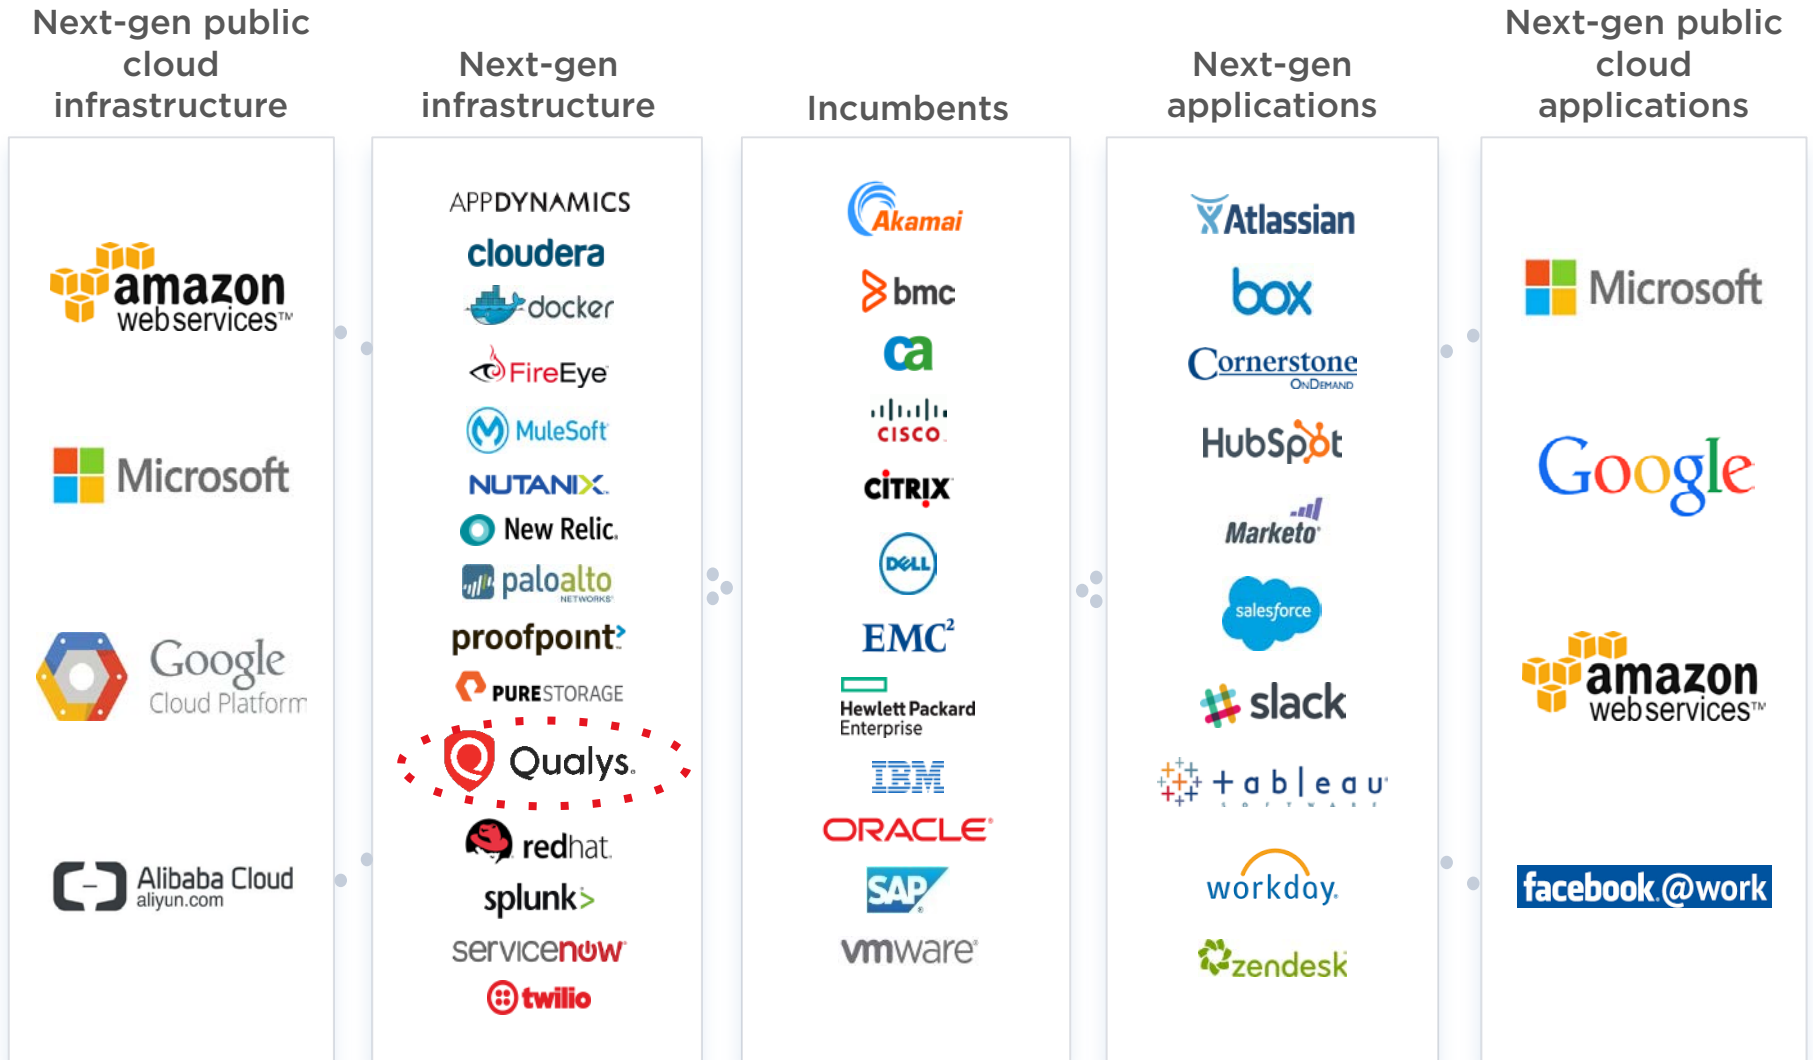 Next-gen public
cloud
infrastructure
amazon
webservices™
Microsoft
Google
Cloud Platform
Alibaba Cloud
aliyun.com
Next-gen
infrastructure
APPDYNAMICS
cloudera
docker
FireEye
MuleSoft
NUTANIX
New Relic.
paloalto
NETWORKS
proofpoint
PURESTORAGE
Qualys.
redhat.
splunk>
servicenow
twilio
Incumbents
Akamai
bmc
ca
CISCO
CITRIX
DELL
EMC²
Hewlett Packard
Enterprise
IBM
ORACLE®
SAP®
vmware®
Next-gen
applications
Atlassian
box
Cornerstone
ONDEMAND
HubSpot
Marketo
salesforce
slack
tableau
SOFTWARE
workday.
zendesk
Next-gen public
cloud
applications
Microsoft
Google
amazon
webservices™
facebook.@work